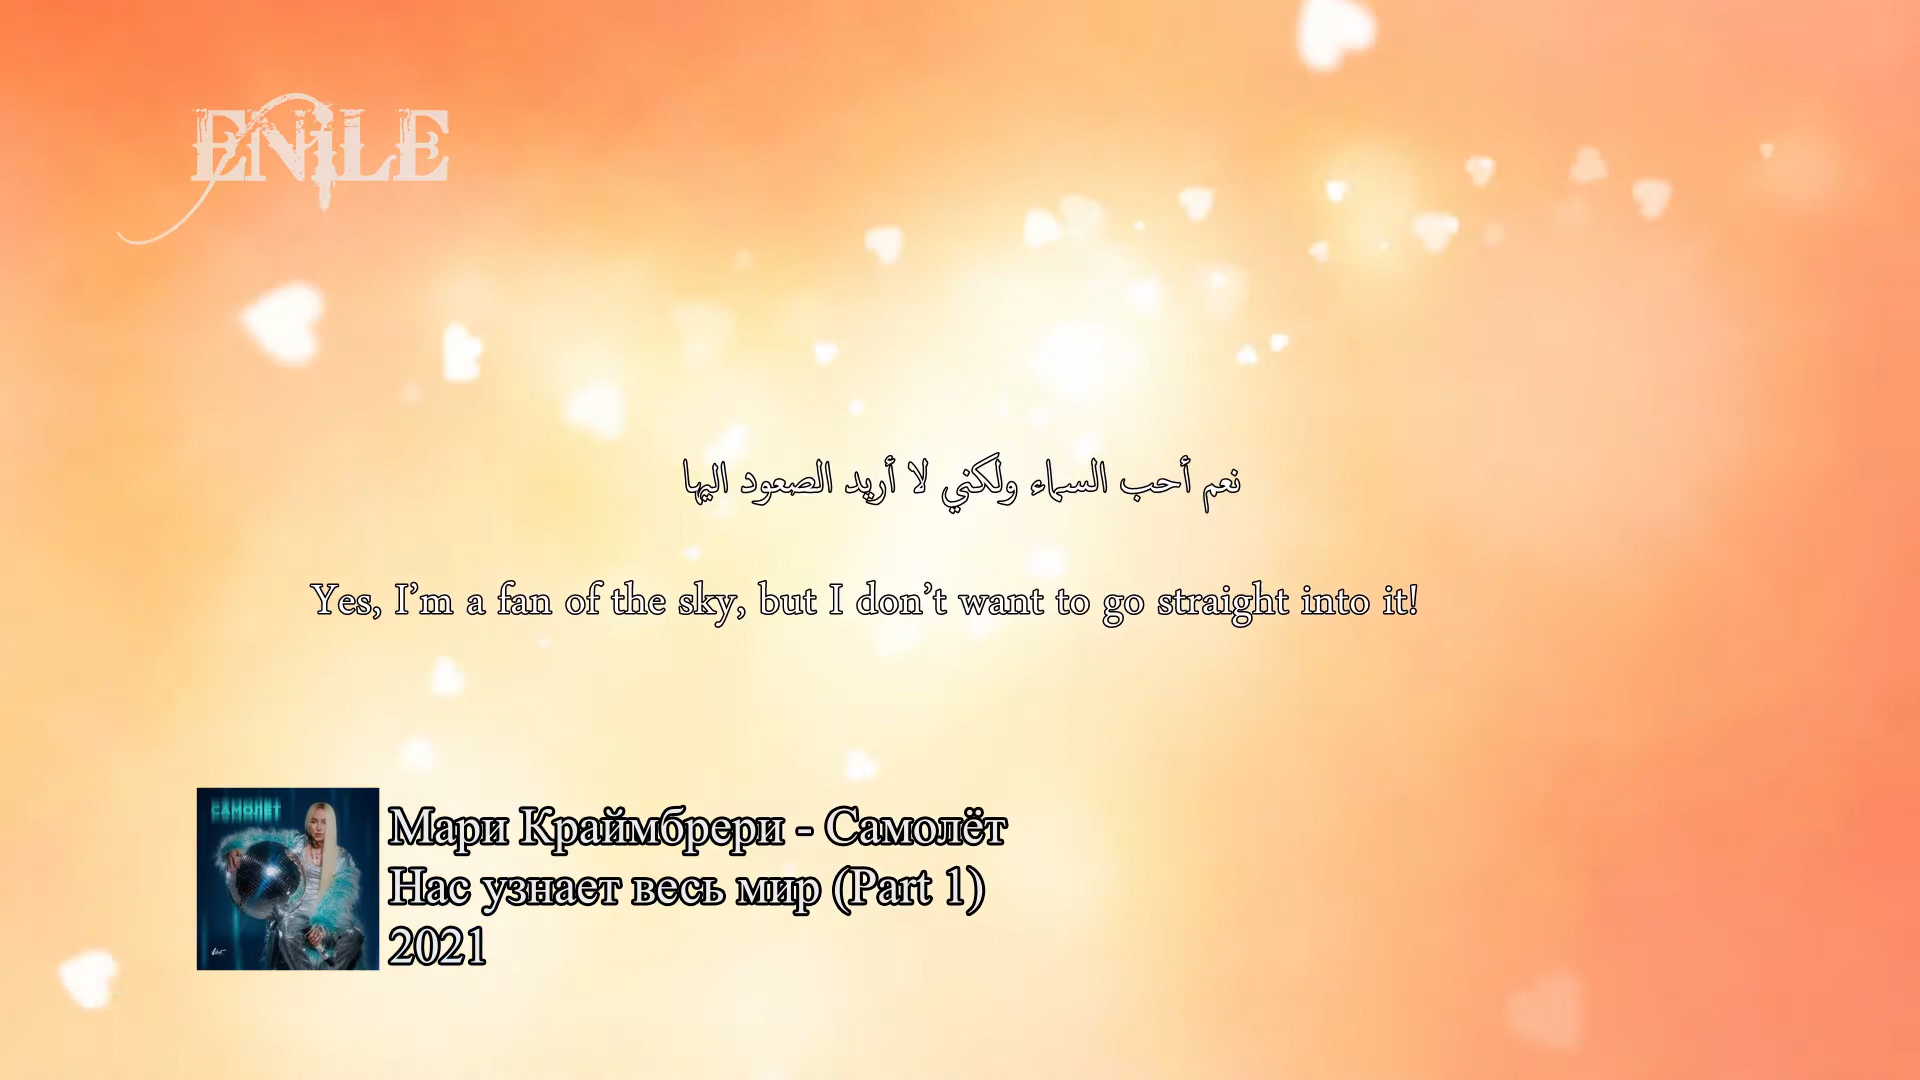 ENILE
نعم أحب السماء ولكني لا أريد الصعود اليها
Yes, I’m a fan of the sky, but I don’t want to go straight into it!
САМОЛЁТ
Мари Краймбрери - Самолёт
Нас узнает весь мир (Part 1)
2021